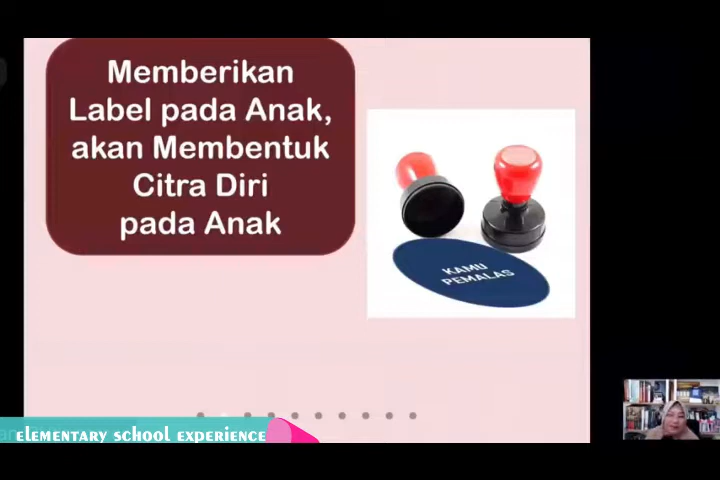 Memberikan
Label pada Anak,
akan Membentuk
Citra Diri
pada Anak
KAMU
PEMALAS
ELEMENTARY SCHOOL EXPERIENCE